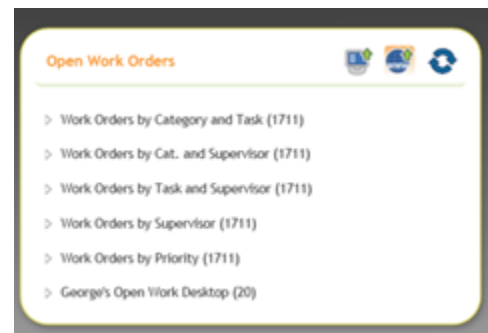 Open Work Orders
Work Orders by Category and Task (1711)
Work Orders by Cat. and Supervisor (1711)
Work Orders by Task and Supervisor (1711)
Work Orders by Supervisor (1711)
Work Orders by Priority (1711)
George's Open Work Desktop (20)